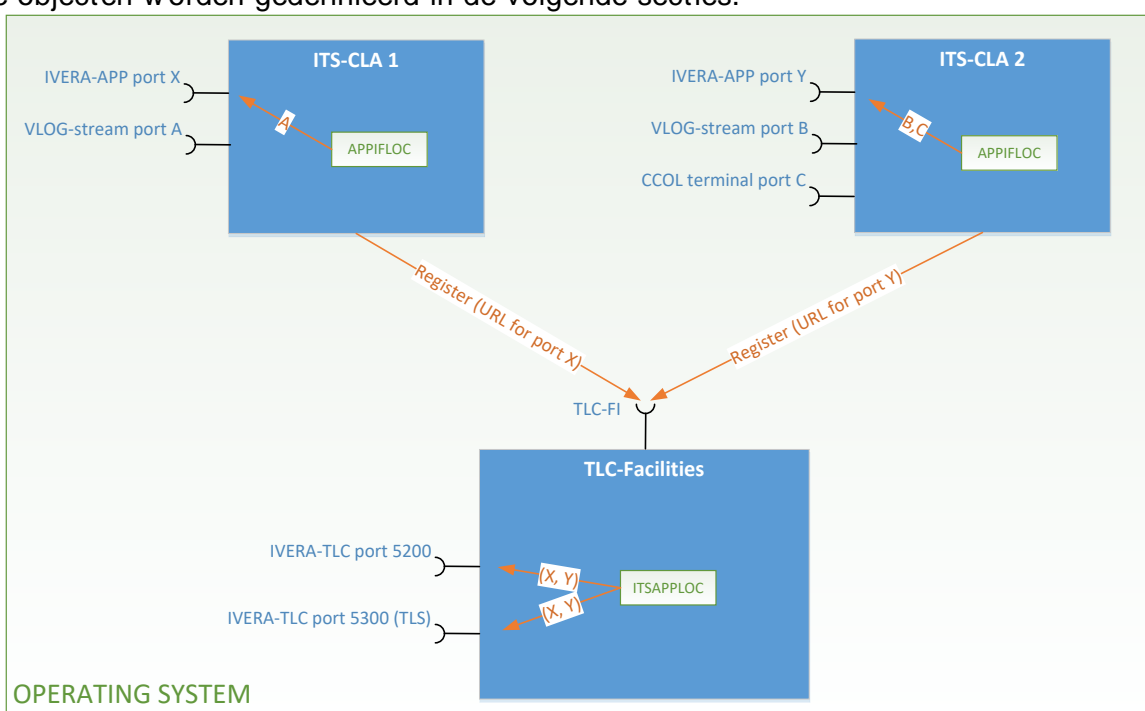 objecten worden gedefinieerd in de volgende secties.
ITS-CLA 1
IVERA-APP port X
VLOG-stream port A
A
APPIFLOC
ITS-CLA 2
IVERA-APP port Y
VLOG-stream port B
CCOL terminal port C
B,C
APPIFLOC
Register (URL for port X)
Register (URL for port Y)
TLC-FI
TLC-Facilities
IVERA-TLC port 5200
IVERA-TLC port 5300 (TLS)
(X, Y)
(X, Y)
ITSAPPLOC
OPERATING SYSTEM